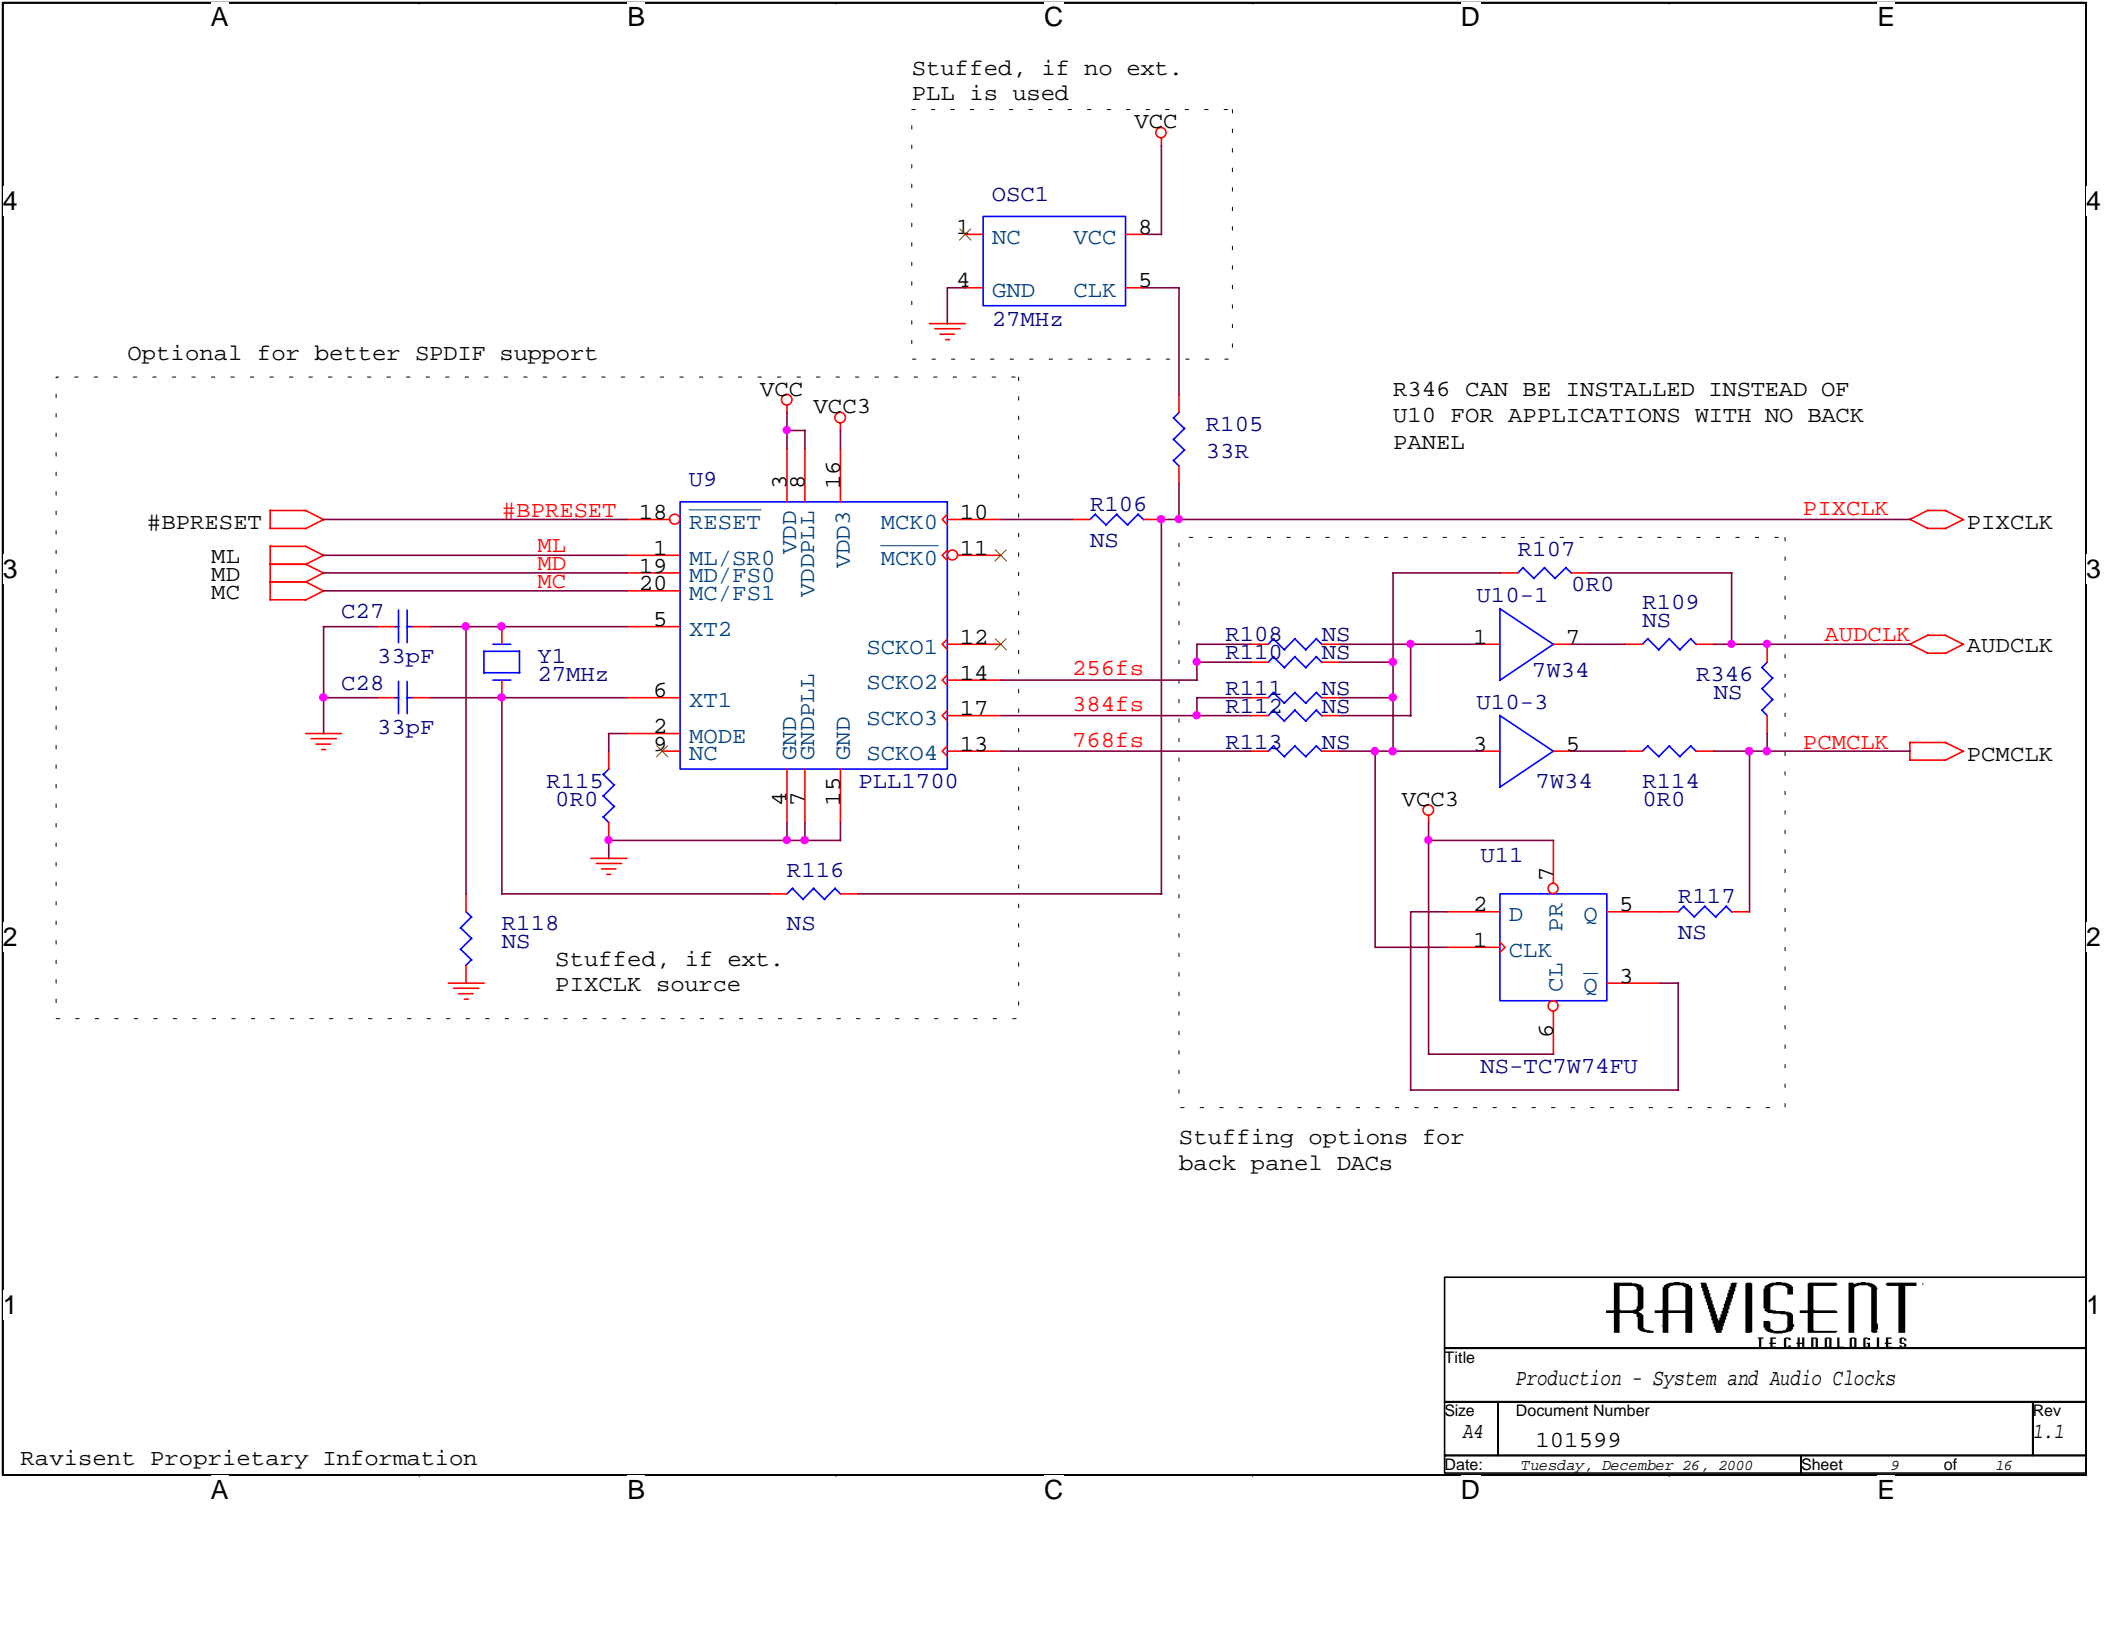 A B C D E
Stuffed, if no ext.
PLL is used
VCC
4 4
OSC1
1 NC VCC 8
4 GND CLK 5
27MHz
Optional for better SPDIF support
VCC
VCC3
R346 CAN BE INSTALLED INSTEAD OF
U10 FOR APPLICATIONS WITH NO BACK
PANEL
R105
33R
U9
3 8 16
#BPRESET #BPRESET 18 RESET VDD VDDPLL VDD3 MCK0 10 R106 NS PIXCLK PIXCLK
MCK0 11
3 3
ML ML 1 ML/SR0
MD MD 19 MD/FS0
MC MC 20 MC/FS1
R107
0R0
C27
33pF
5 XT2
Y1
27MHz
C28
33pF
6 XT1
2 MODE
9 NC
GND GNDPLL GND
4 7 15
SCKO1 12
SCKO2 14 256fs
SCKO3 17 384fs
SCKO4 13 768fs
PLL1700
R115
0R0
R108 NS
R110 NS
R111 NS
R112 NS
R113 NS
U10-1
1 7
7W34
R109
NS
AUDCLK AUDCLK
R346
NS
U10-3
3 5
7W34
R114
0R0
PCMCLK PCMCLK
VCC3
U11
7
2 D PR Q 5
1 CLK
CL Q 3
6
NS-TC7W74FU
R117
NS
R116
NS
R118
NS
2 2
Stuffed, if ext.
PIXCLK source
Stuffing options for
back panel DACs
1 1
RAVISENT
TECHNOLOGIES
Title
Production - System and Audio Clocks
Size Document Number Rev
A4 101599 1.1
Date: Tuesday, December 26, 2000 Sheet 9 of 16
Ravisent Proprietary Information
A B C D E